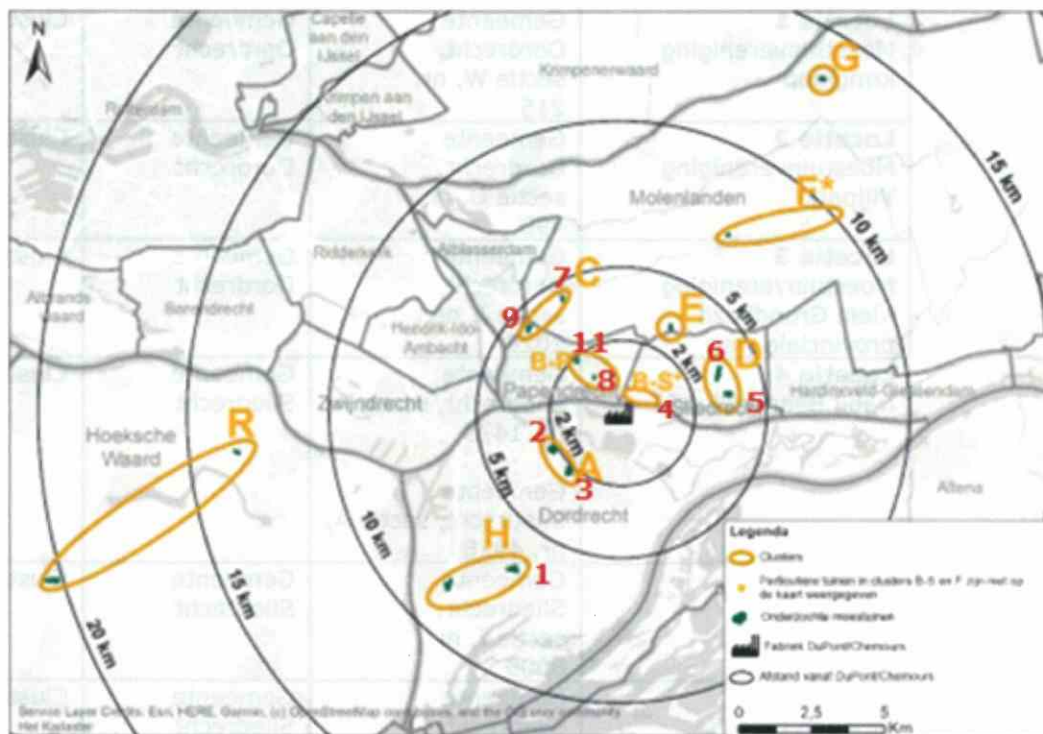 N
Capelle
aan den
IJssel
Krimpenerwaard
G
Rotterdam
Krimpen aan
den IJssel
15 km
Molenlanden
F*
10 km
Ridderkerk
Alblasserdam
7 C
Albrands
waard
Barendrecht
9
Hendrik-Ido-
Ambacht
E
5 km
11
B-P
8
6
D
2 km
B-S*
Papendrecht
4
Sliedrecht
5
Hardinxveld-Giessendam
Zwijndrecht
R
Hoeksche
Waard
2
2 km
A
3
5 km
Altena
Dordrecht
10 km
H
1
15 km
20 km
Legenda
Clusters
Particuliere tuinen in clusters B-S en F zijn niet op
de kaart weergegeven
Onderzochte moestuinen
Fabriek DuPont/Chemours
Afstand vanaf DuPont/Chemours
0 2,5 5
Km
Service Layer Credits: Esri, HERE, Garmin, (c) OpenStreetMap contributors, and the GIS user community
Het Kadaster